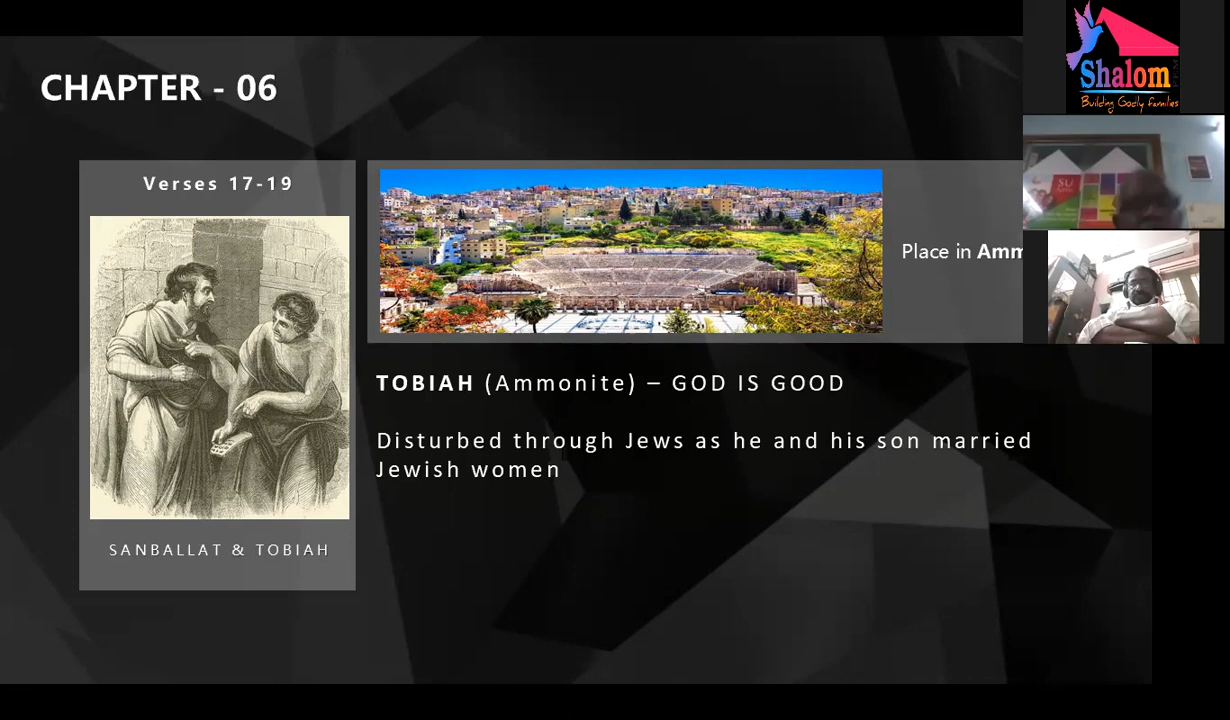 CHAPTER - 06
Verses 17-19
SANBALLAT & TOBIAH
Place in Amm
TOBIAH (Ammonite) – GOD IS GOOD
Disturbed through Jews as he and his son married
Jewish women
Shalom
Building Godly families
SU